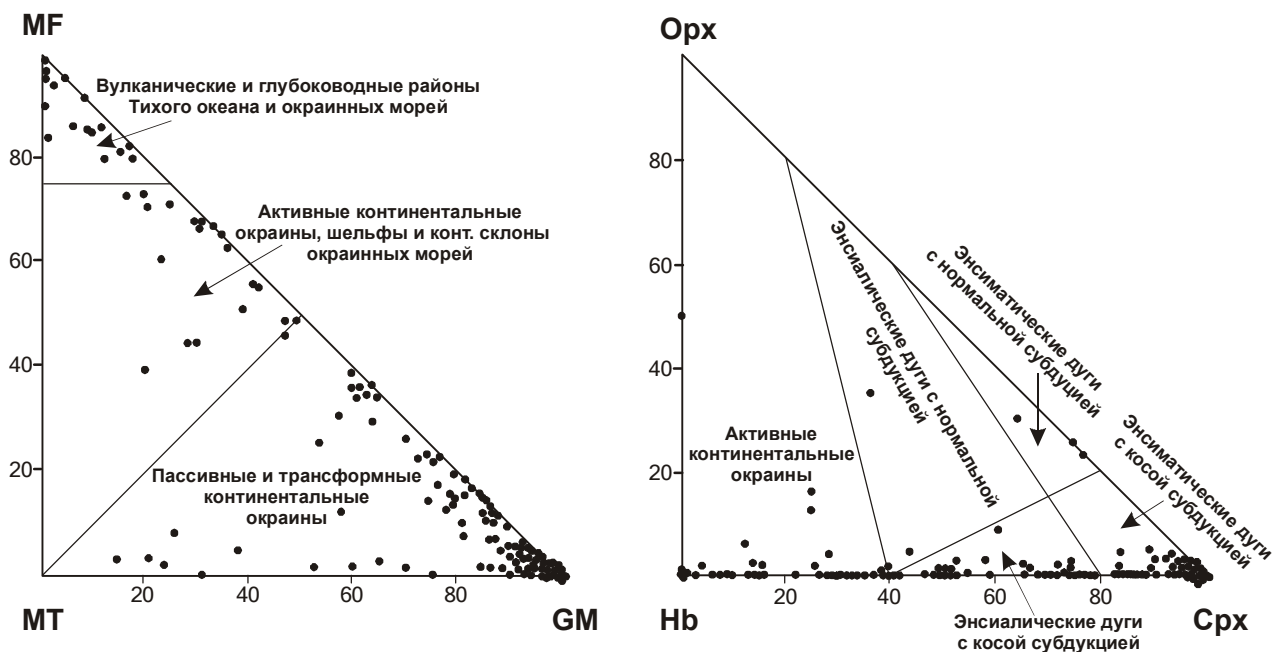 MF
Вулканические и глубоководные районы
Тихого океана и окраинных морей
80
Активные континентальные
окраины, шельфы и конт. склоны
окраинных морей
60
40
20
Пассивные и трансформные
континентальные
окраины
20
40
60
80
MT
GM
Opx
80
60
40
20
Энсиматические дуги
с нормальной субдукцией
Энсиалические дуги с нормальной
субдукцией
Энсиматические дуги
с косой субдукцией
Активные
континентальные
окраины
20
40
60
80
Hb
Cpx
Энсиалические дуги
с косой субдукцией